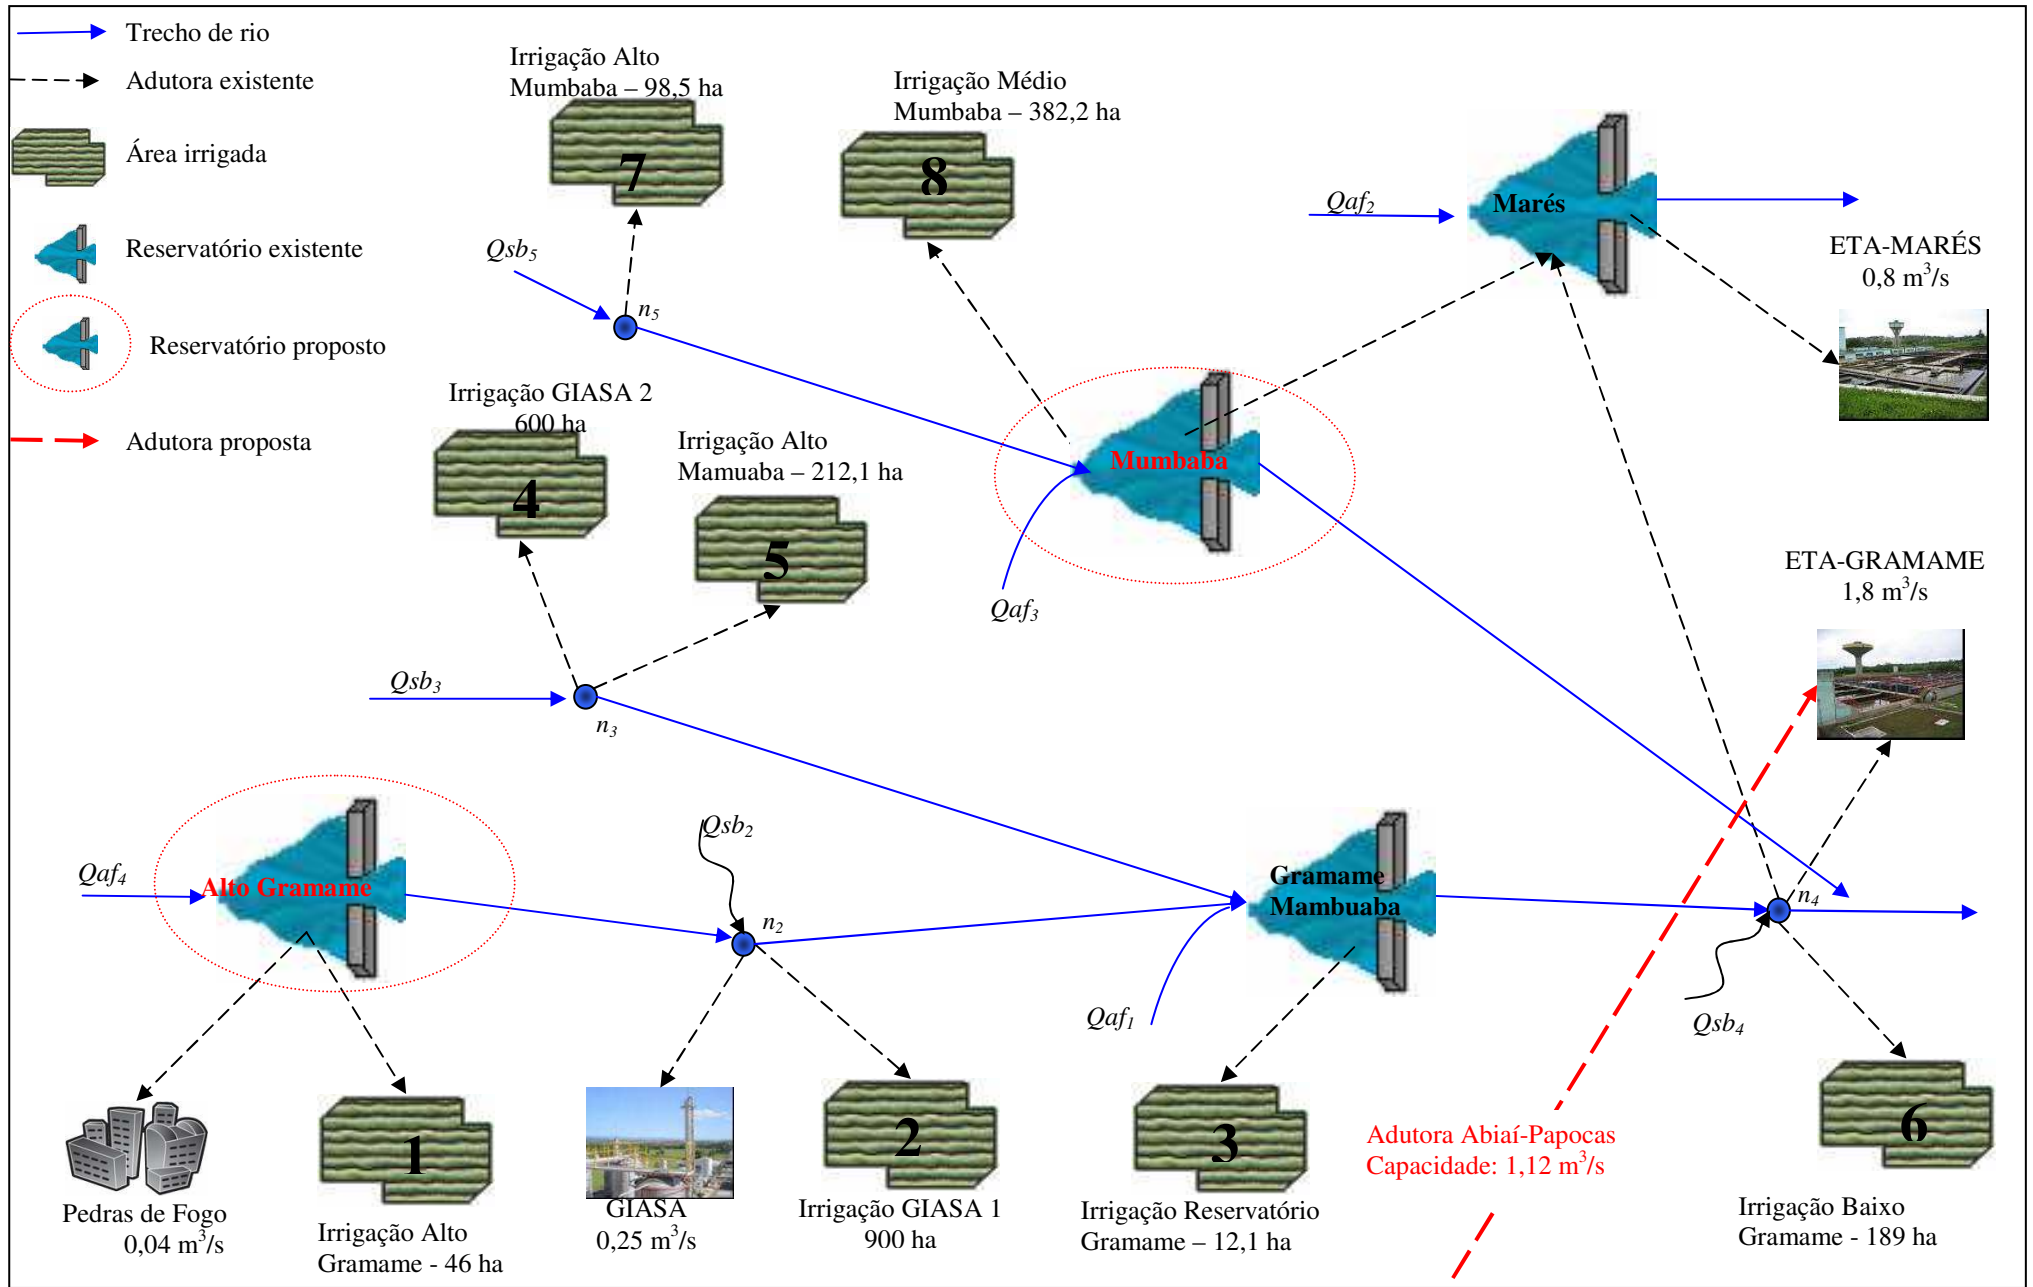 Trecho de rio
Adutora existente
Área irrigada
Reservatório existente
Reservatório proposto
Adutora proposta
Irrigação Alto
Mumbaba – 98,5 ha
7
Irrigação Médio
Mumbaba – 382,2 ha
8
Qaf2
Marés
ETA-MARÉS
0,8 m³/s
Qsb5
n5
Irrigação GIASA 2
600 ha
4
Irrigação Alto
Mamuaba – 212,1 ha
5
Mumbaba
Qaf3
ETA-GRAMAME
1,8 m³/s
Qsb3
n3
Qaf4
Alto Gramame
Qsb2
n2
Gramame
Mambuaba
Qaf1
n4
Qsb4
Pedras de Fogo
0,04 m³/s
1
Irrigação Alto
Gramame - 46 ha
GIASA
0,25 m³/s
2
Irrigação GIASA 1
900 ha
3
Irrigação Reservatório
Gramame – 12,1 ha
Adutora Abiaí-Papocas
Capacidade: 1,12 m³/s
6
Irrigação Baixo
Gramame - 189 ha